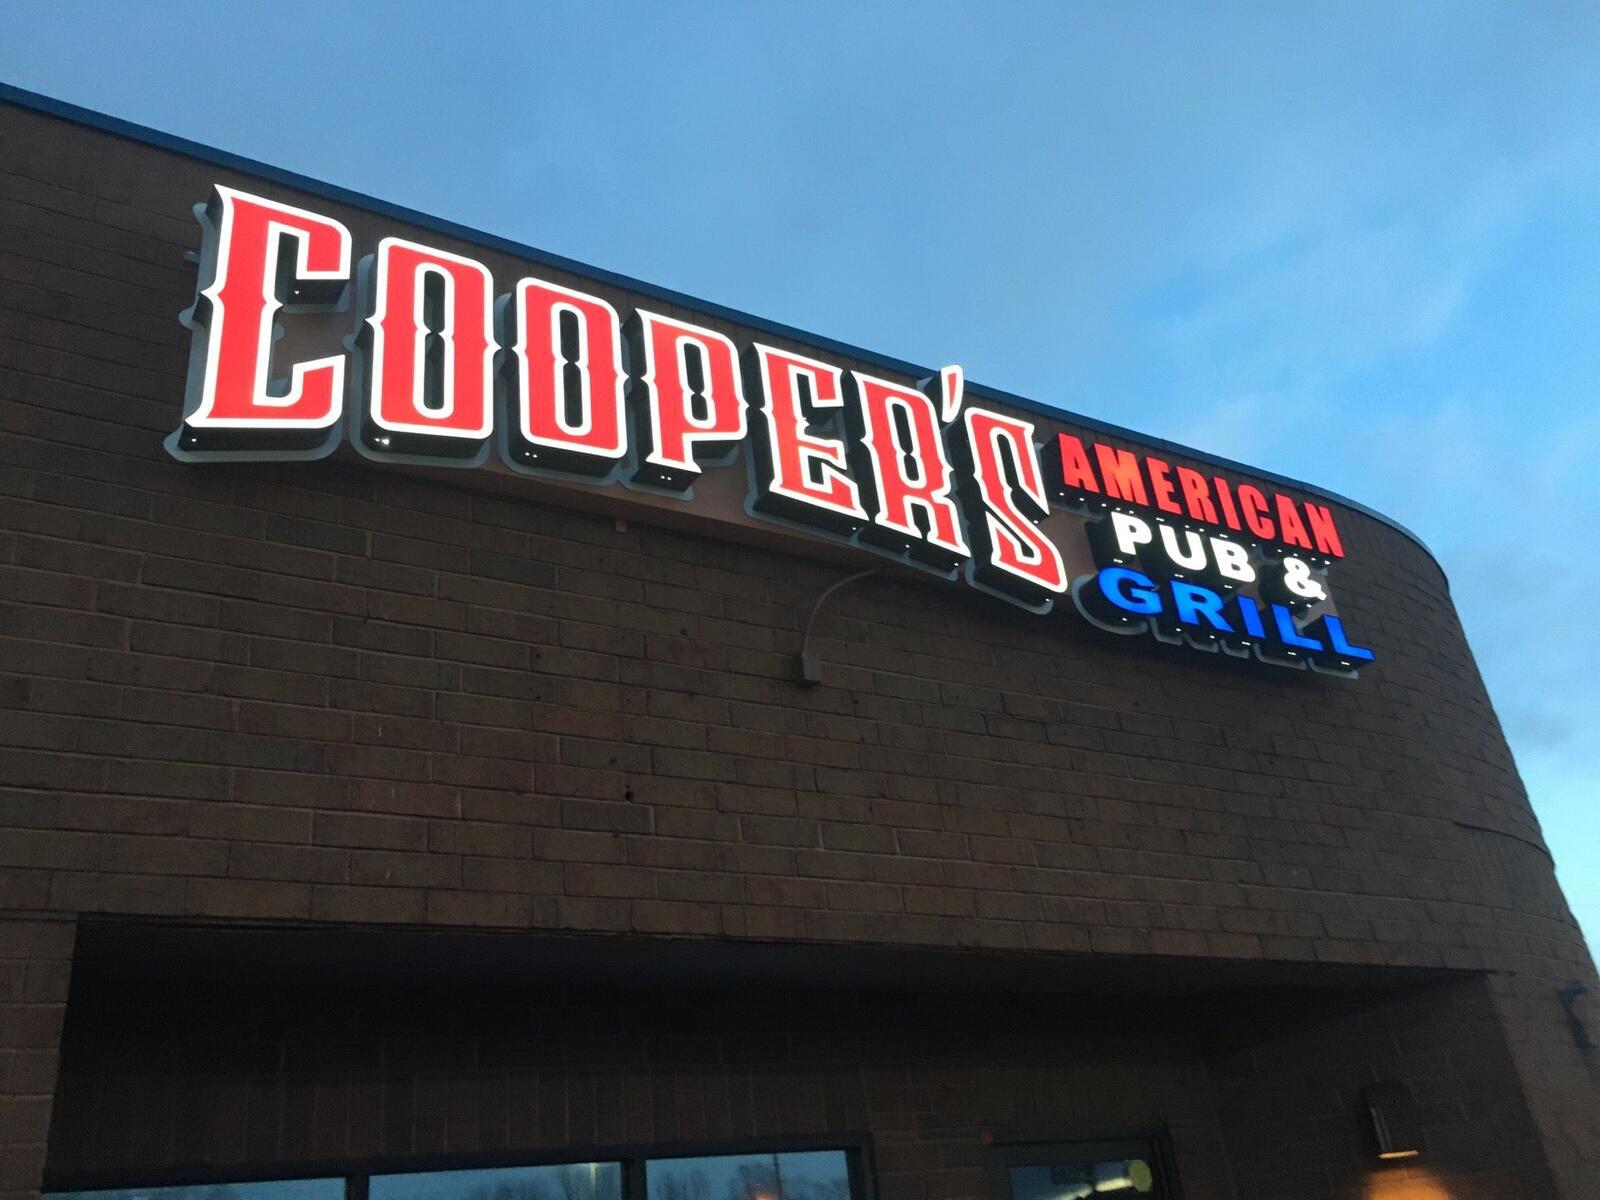 COOPER'S
AMERICAN
PUB &
GRILL